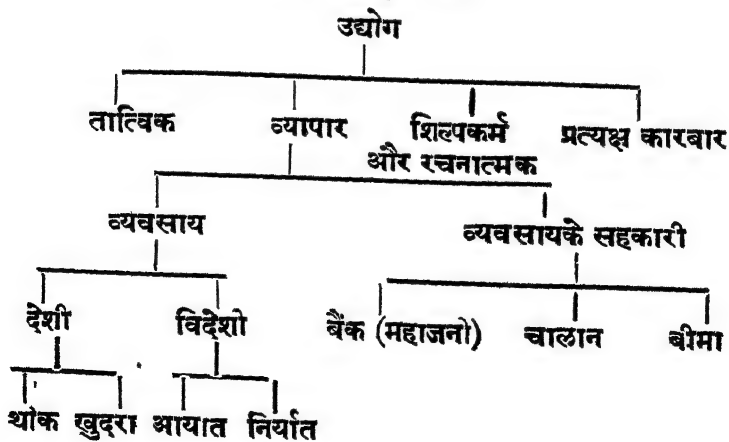 उद्योग
तात्विक व्यापार शिल्पकर्म और रचनात्मक प्रत्यक्ष कारबार
व्यवसाय व्यवसायके सहकारी
देशी विदेशी बैंक (महाजनी) चालान बीमा
थोक खुदरा आयात निर्यात